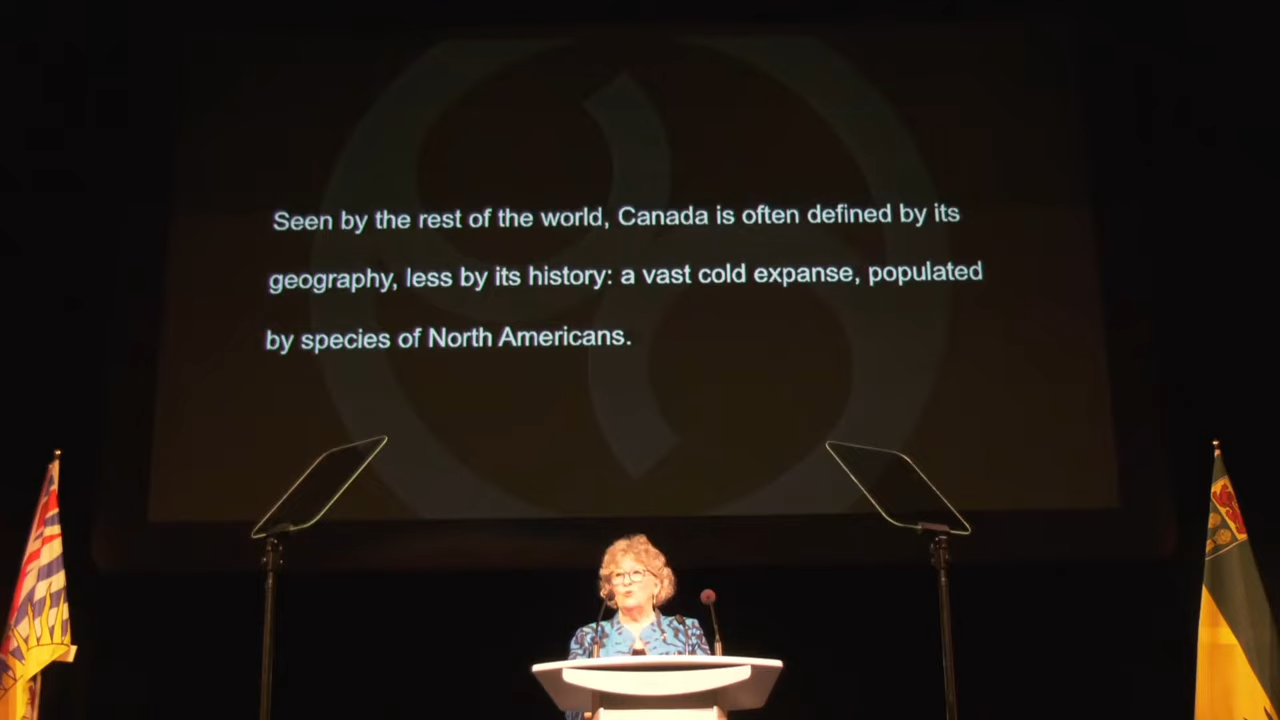 Seen by the rest of the world, Canada is often defined by its
geography, less by its history: a vast cold expanse, populated
by species of North Americans.